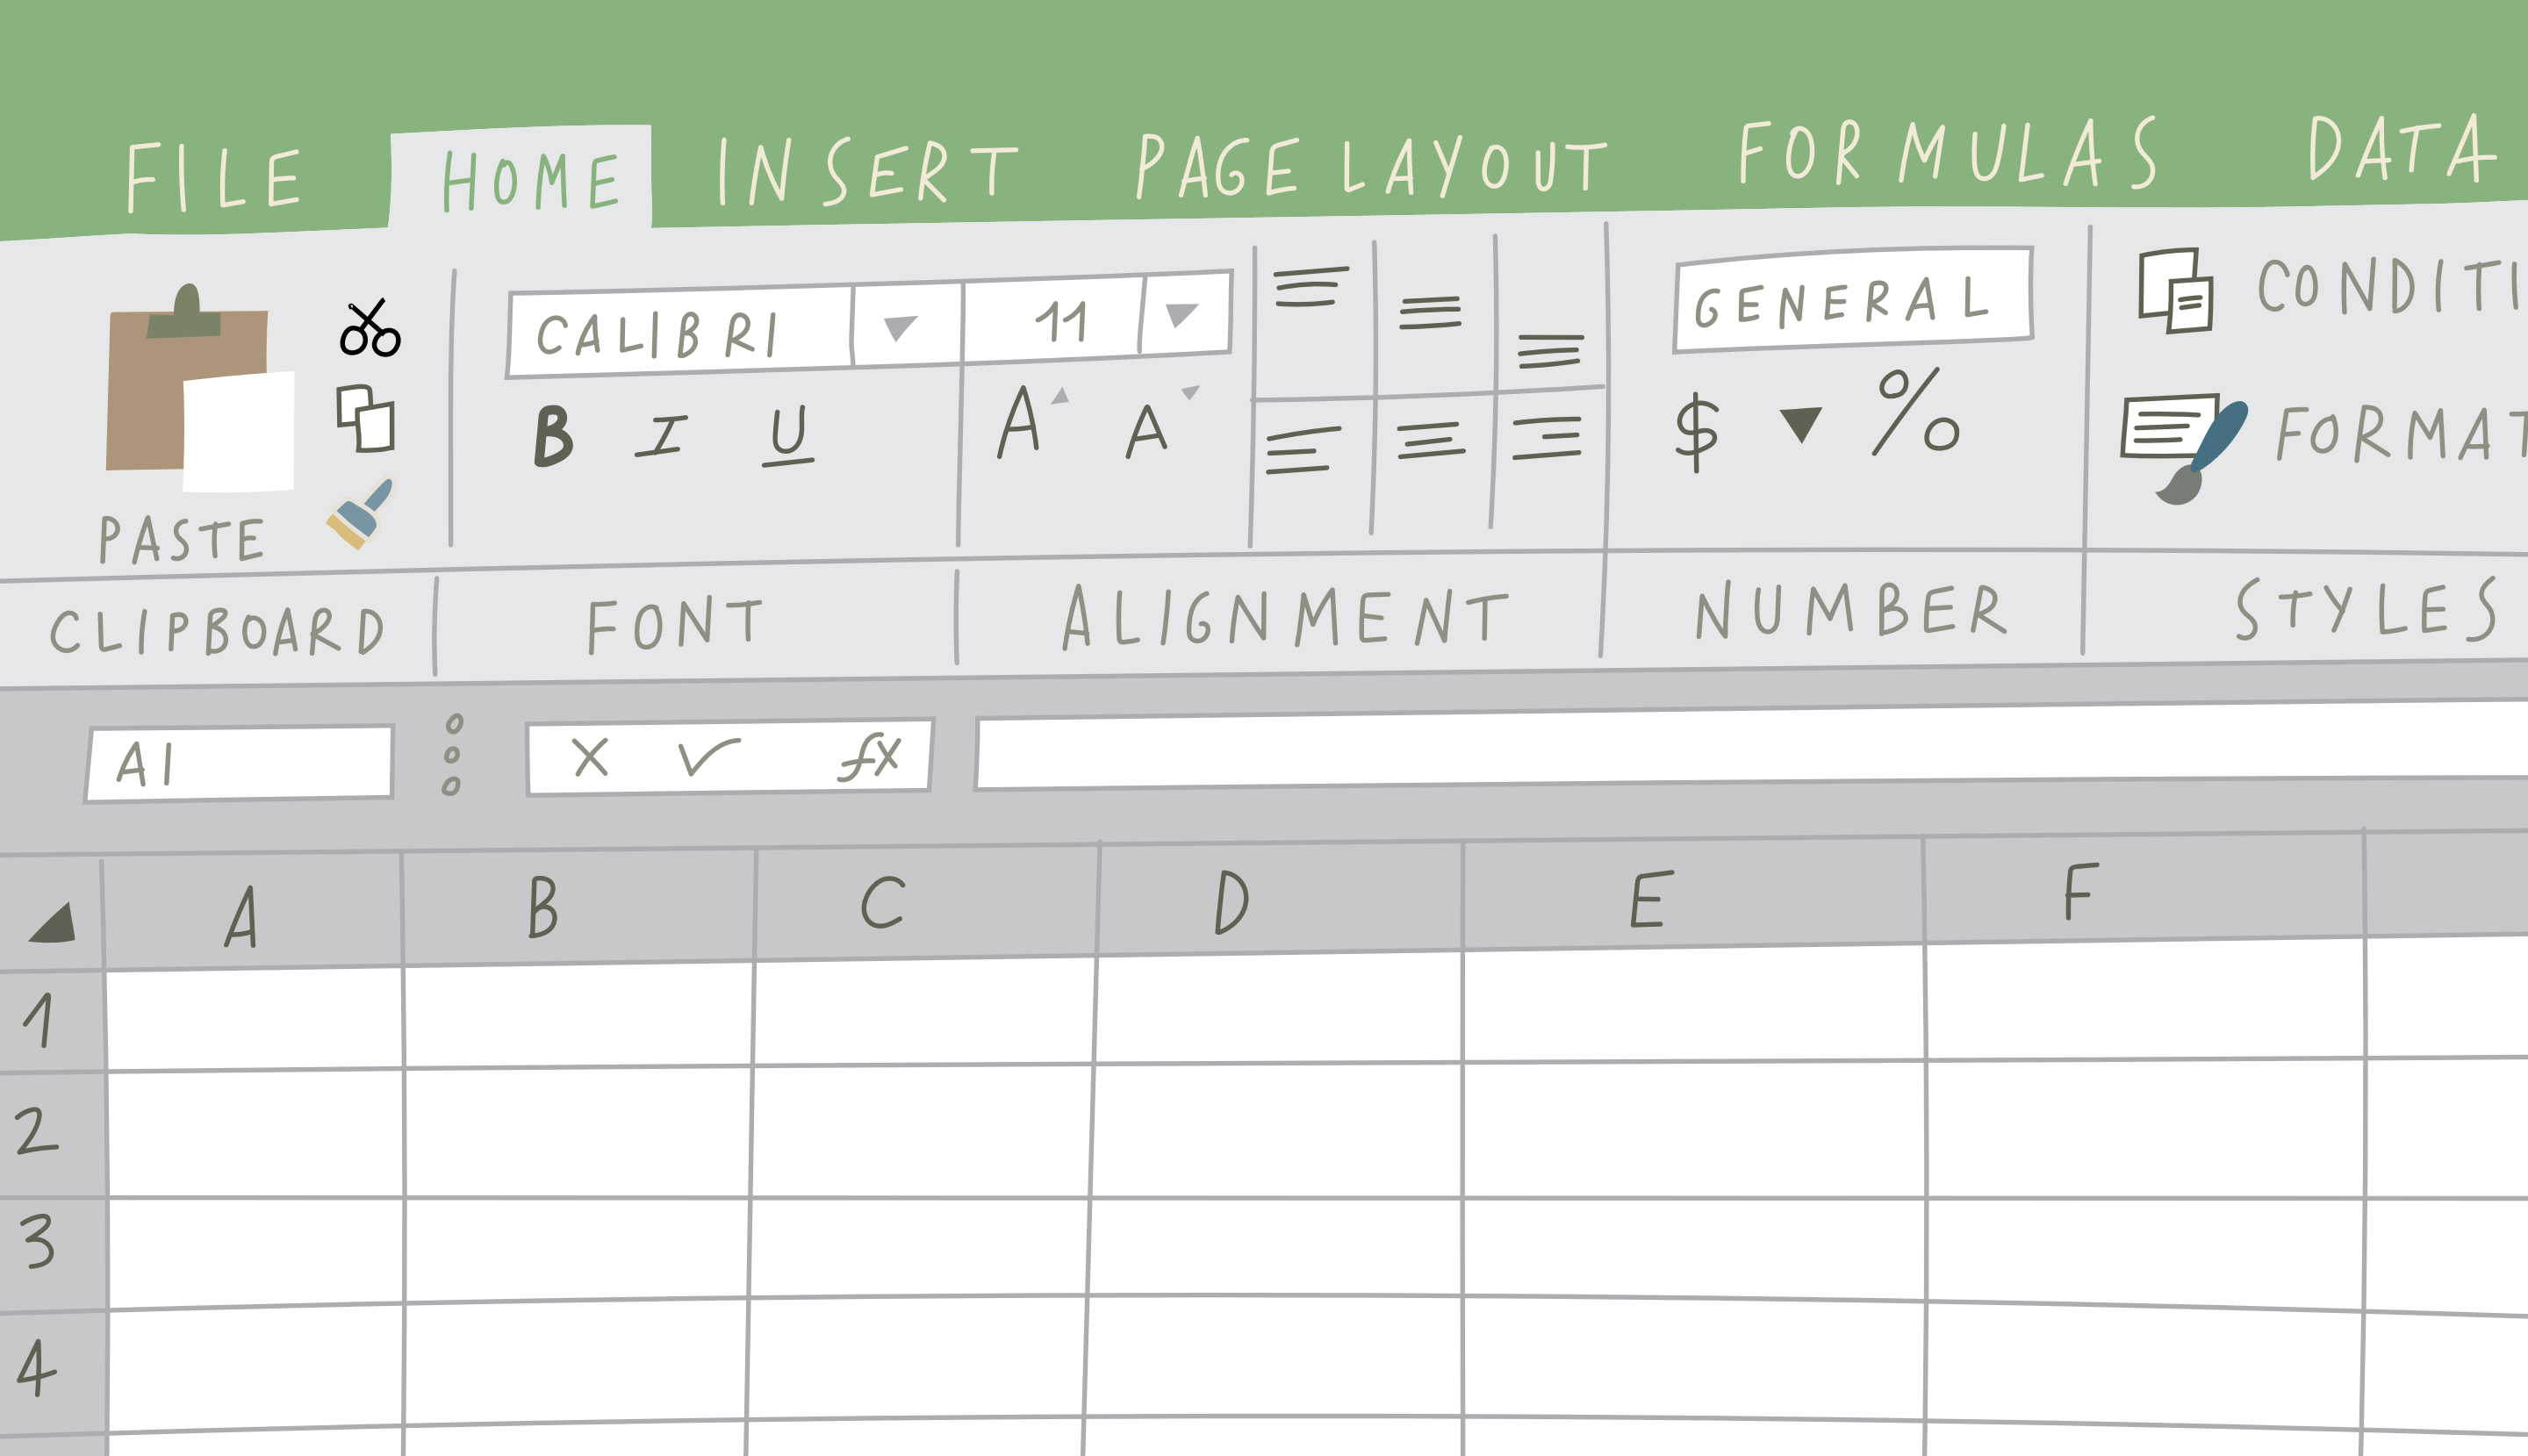 FILE HOME INSERT PAGE LAYOUT FORMULAS DATA
CALIBRI 11 GENERAL CONDITI
B I U A A $ % FORMAT
PASTE
CLIPBOARD FONT ALIGNMENT NUMBER STYLES
A1 fx
A B C D E F
1
2
3
4